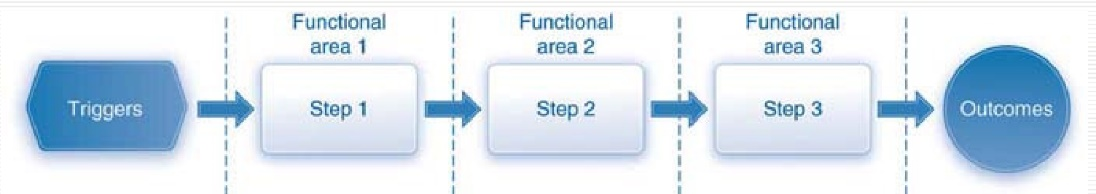 Functional
area 1
Functional
area 2
Functional
area 3
Triggers
Step 1
Step 2
Step 3
Outcomes